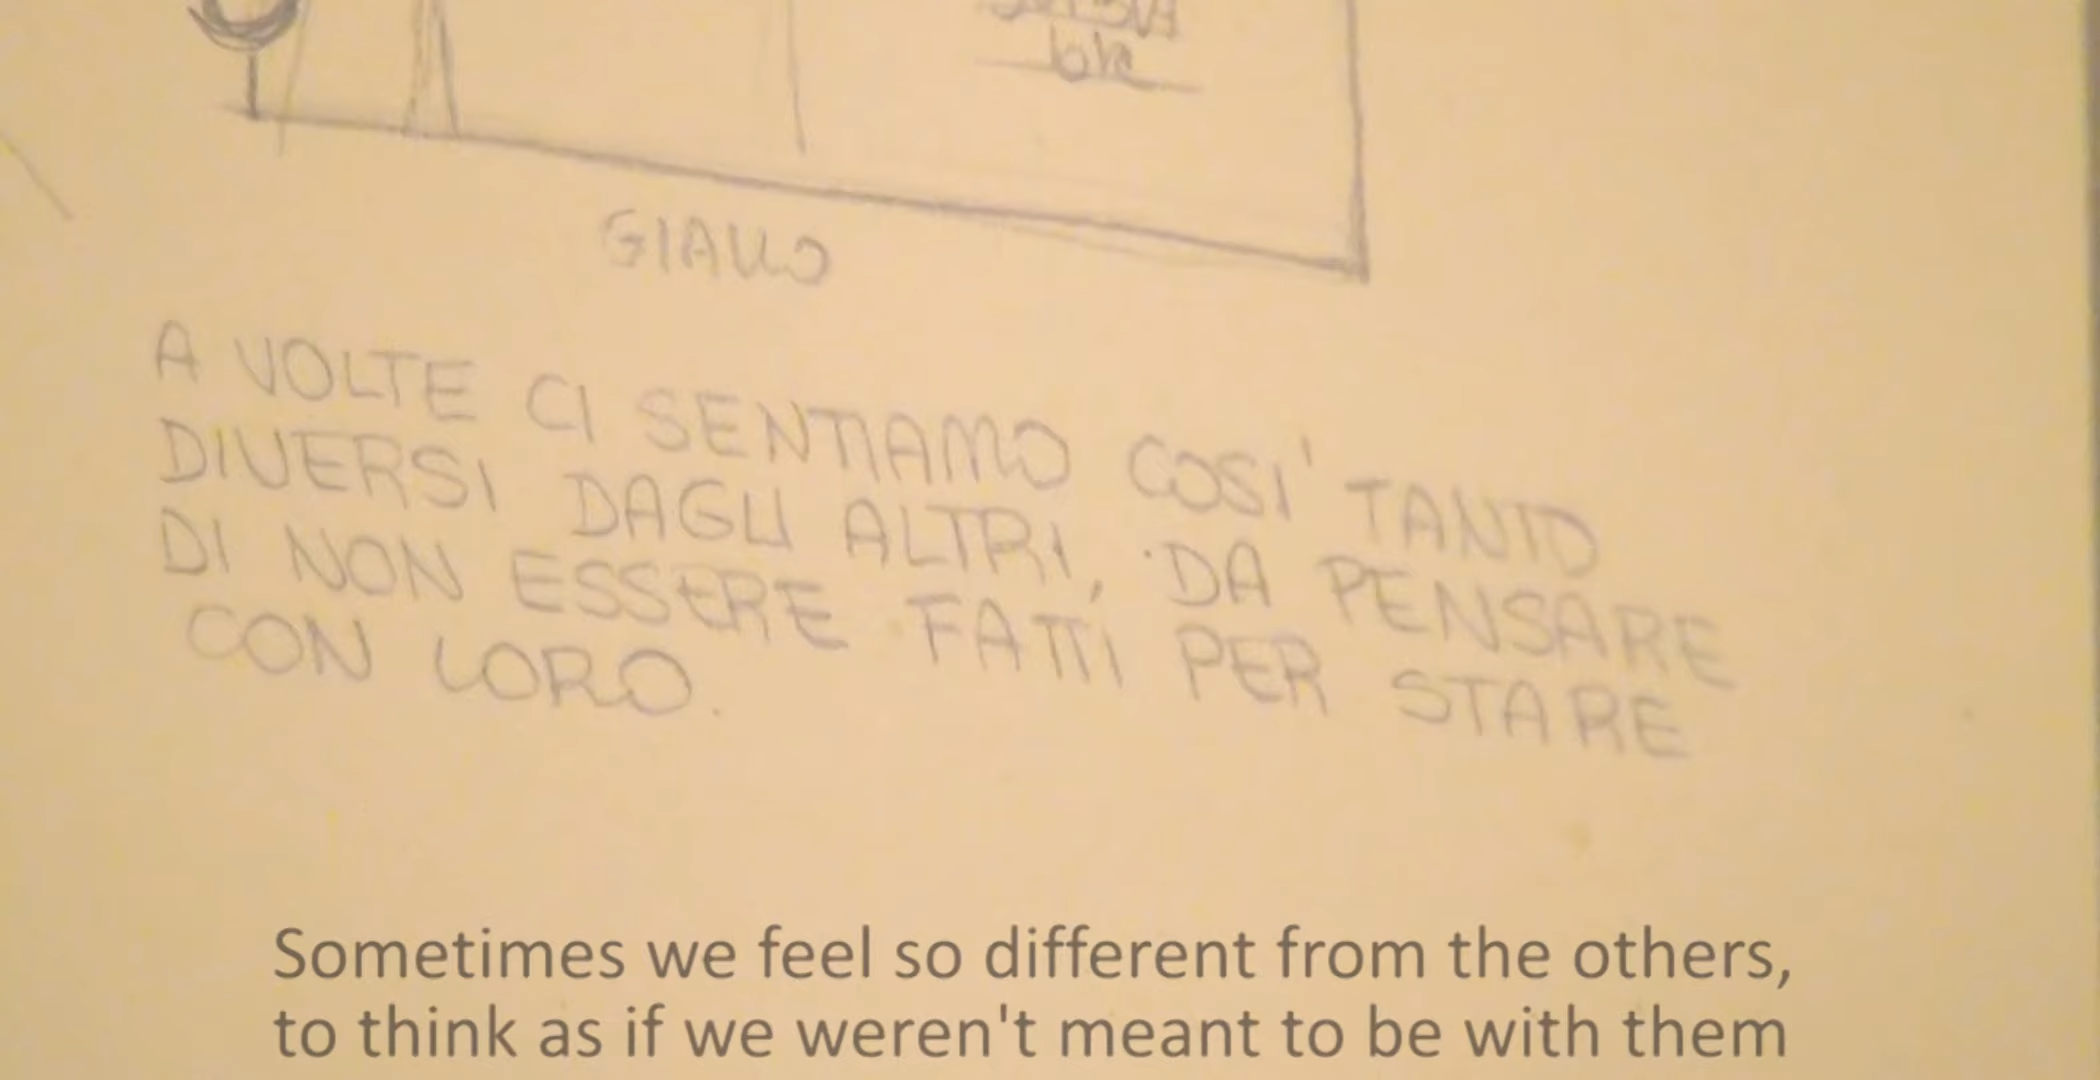 GIALLO
A VOLTE CI SENTIAMO COSI' TANTO
DIVERSI DAGLI ALTRI, DA PENSARE
DI NON ESSERE FATTI PER STARE
CON LORO.
Sometimes we feel so different from the others,
to think as if we weren't meant to be with them